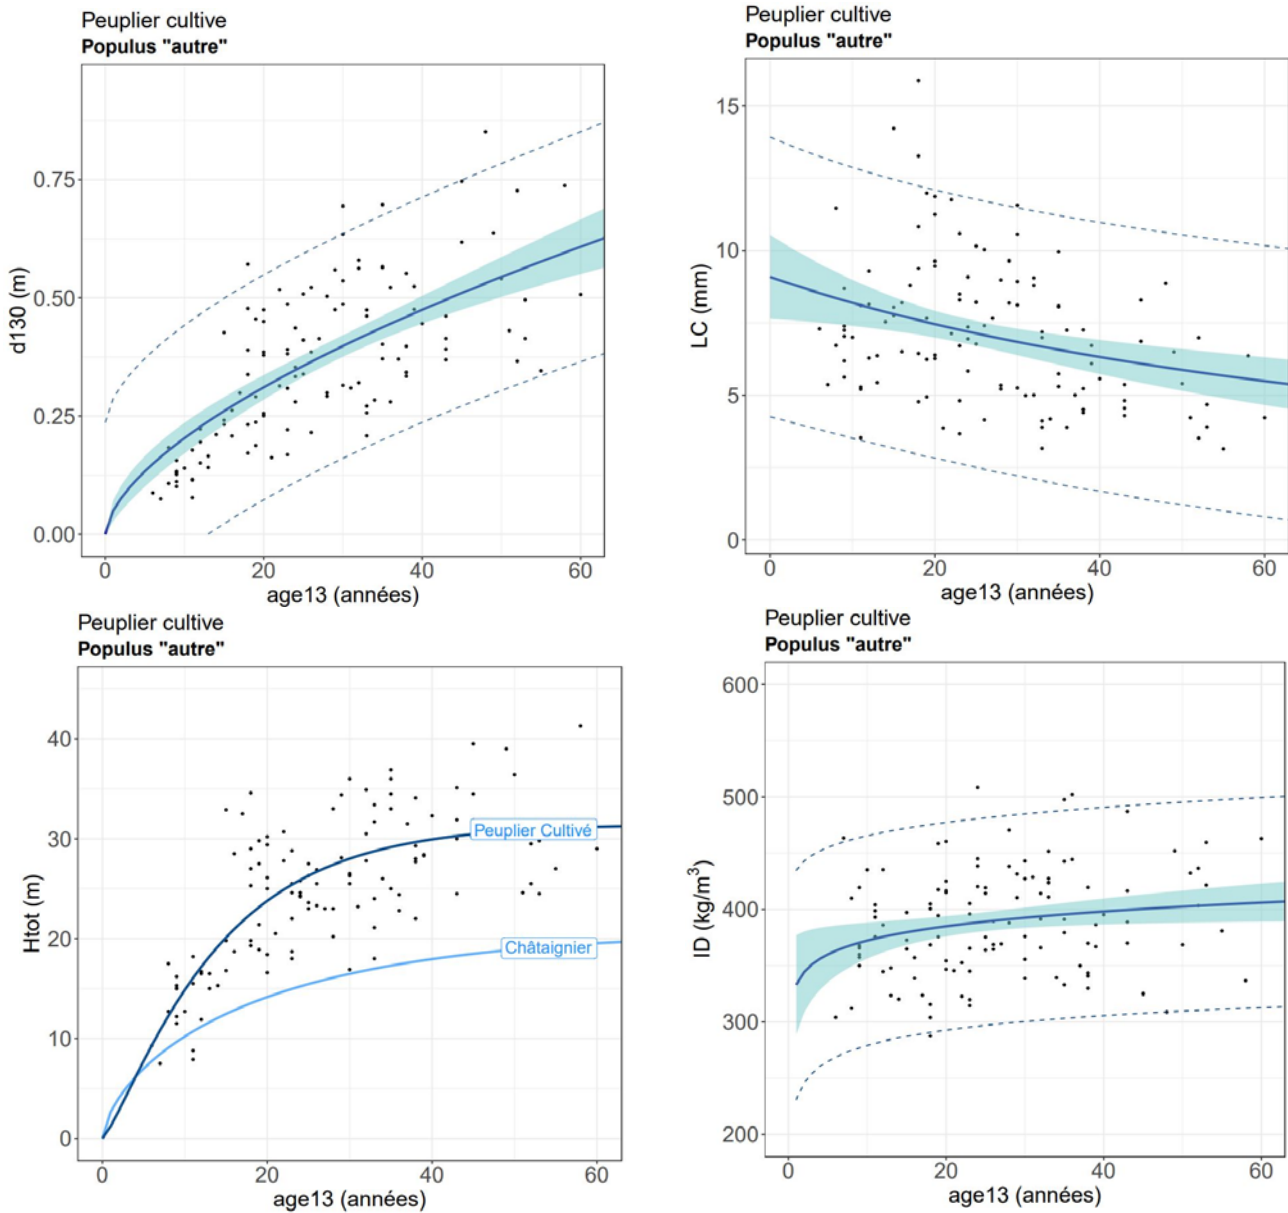 Peuplier cultive
Populus "autre"
d130 (m)
0.75
0.50
0.25
0.00
0
20
40
60
age13 (années)
Peuplier cultive
Populus "autre"
LC (mm)
15
10
5
0
0
20
40
60
age13 (années)
Peuplier cultive
Populus "autre"
Htot (m)
40
30
20
10
0
Peuplier Cultivé
Châtaignier
0
20
40
60
age13 (années)
Peuplier cultive
Populus "autre"
ID (kg/m³)
600
500
400
300
200
0
20
40
60
age13 (années)